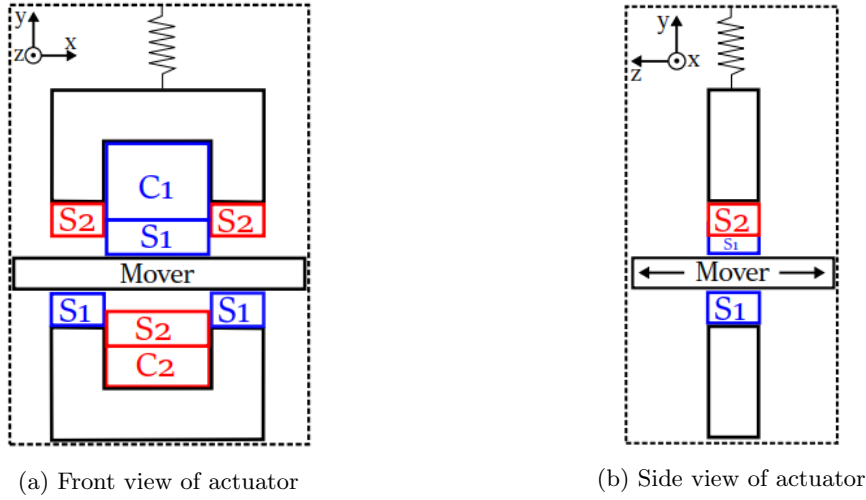 y
x
z
C1
S2
S2
S1
Mover
S1
S1
S2
C2
(a) Front view of actuator
y
x
z
S2
S1
Mover
S1
(b) Side view of actuator